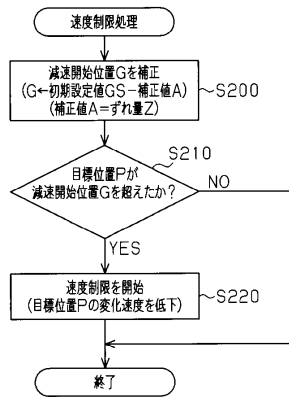 速度制限処理
減速開始位置Gを補正
(G←初期設定値GS−補正値A)
(補正値A=ずれ量Z)
S200
S210
目標位置Pが
減速開始位置Gを超えたか?
NO
YES
速度制限を開始
(目標位置Pの変化速度を低下)
S220
終了